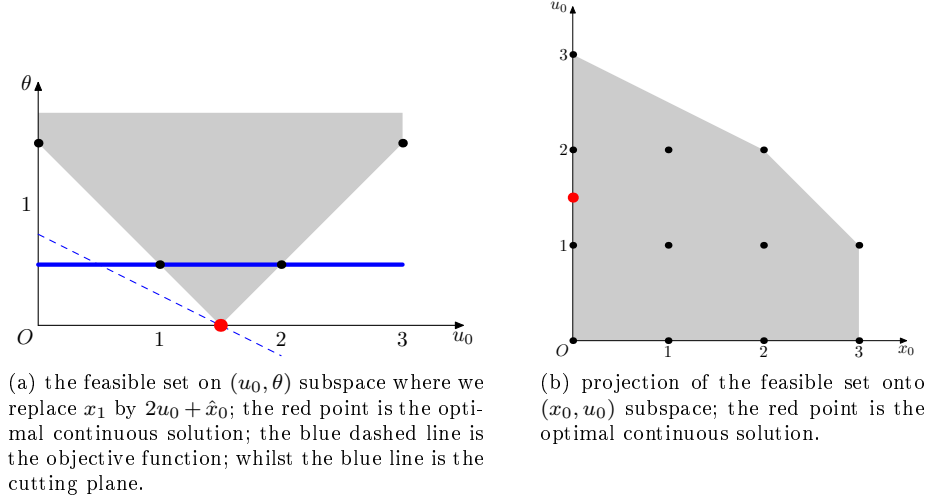 θ
1
O
1
2
3
u₀
(a) the feasible set on (u₀, θ) subspace where we
replace x₁ by 2u₀ + x̂₀; the red point is the opti-
mal continuous solution; the blue dashed line is
the objective function; whilst the blue line is the
cutting plane.
u₀
3
2
1
O
1
2
3
x₀
(b) projection of the feasible set onto
(x₀, u₀) subspace; the red point is the
optimal continuous solution.